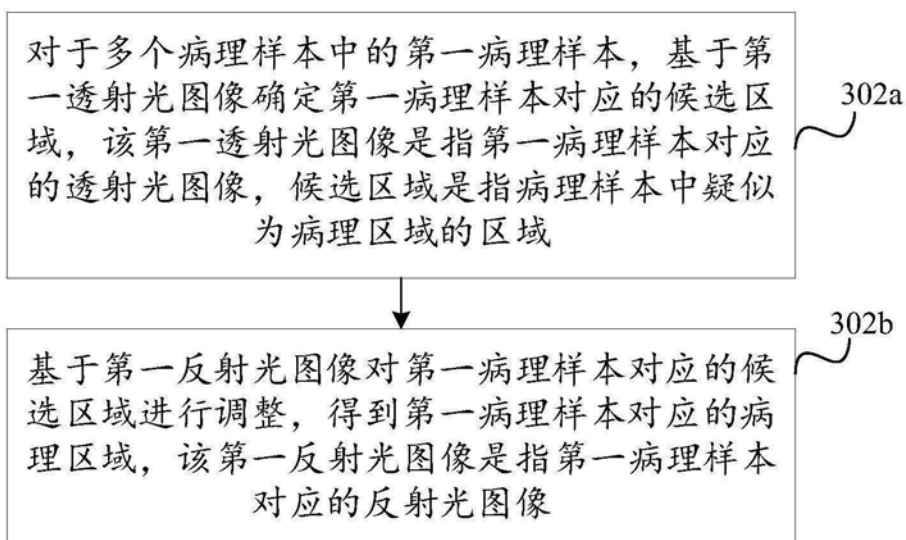 对于多个病理样本中的第一病理样本，基于第
一透射光图像确定第一病理样本对应的候选区
域，该第一透射光图像是指第一病理样本对应
的透射光图像，候选区域是指病理样本中疑似
为病理区域的区域
302a
302b
基于第一反射光图像对第一病理样本对应的候
选区域进行调整，得到第一病理样本对应的病
理区域，该第一反射光图像是指第一病理样本
对应的反射光图像